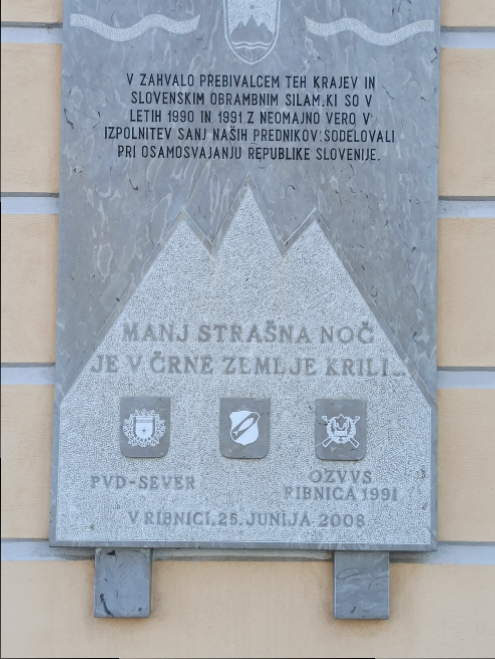 V ZAHVALO PREBIVALCEM TEH KRAJEV IN
SLOVENSKIM OBRAMBNIM SILAM, KI SO V
LETIH 1990 IN 1991 Z NEOMAJNO VERO V
IZPOLNITEV SANJ NAŠIH PREDNIKOV, SODELOVALI
PRI OSAMOSVAJANJU REPUBLIKE SLOVENIJE.
MANJ STRAŠNA NOČ
JE V ČRNE ZEMLJE KRILI...
PVD-SEVER
OZVVS
RIBNICA 1991
V RIBNICI, 25. JUNIJA 2008